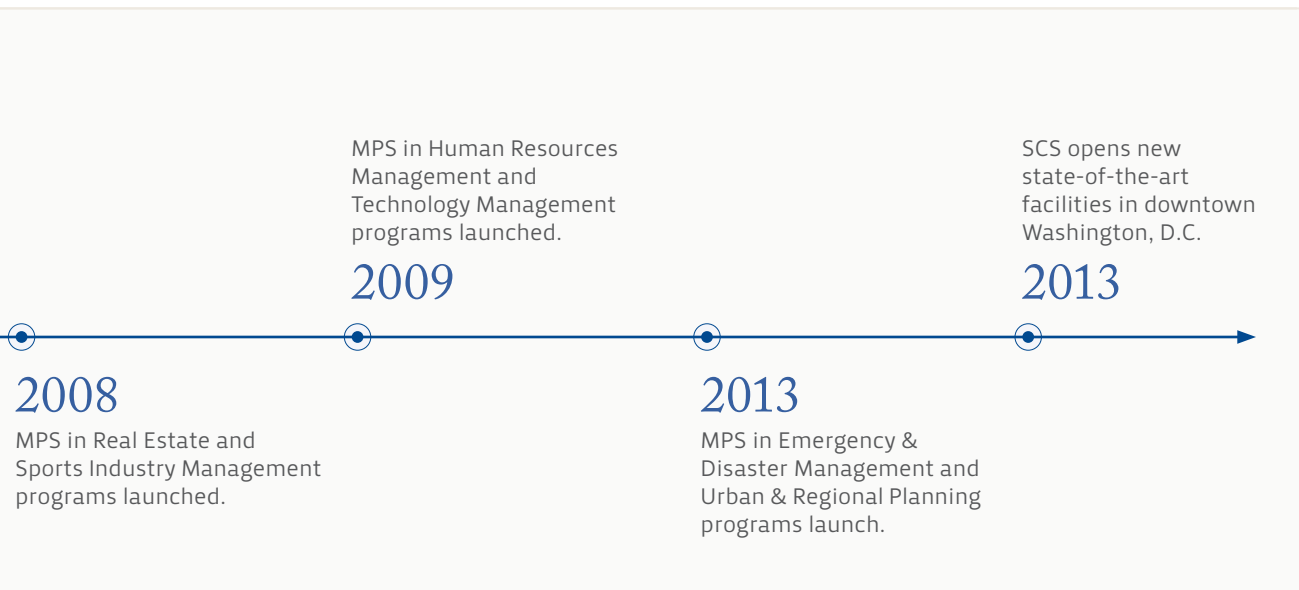 MPS in Human Resources
Management and
Technology Management
programs launched.
2009
SCS opens new
state-of-the-art
facilities in downtown
Washington, D.C.
2013
2008
MPS in Real Estate and
Sports Industry Management
programs launched.
2013
MPS in Emergency &
Disaster Management and
Urban & Regional Planning
programs launch.